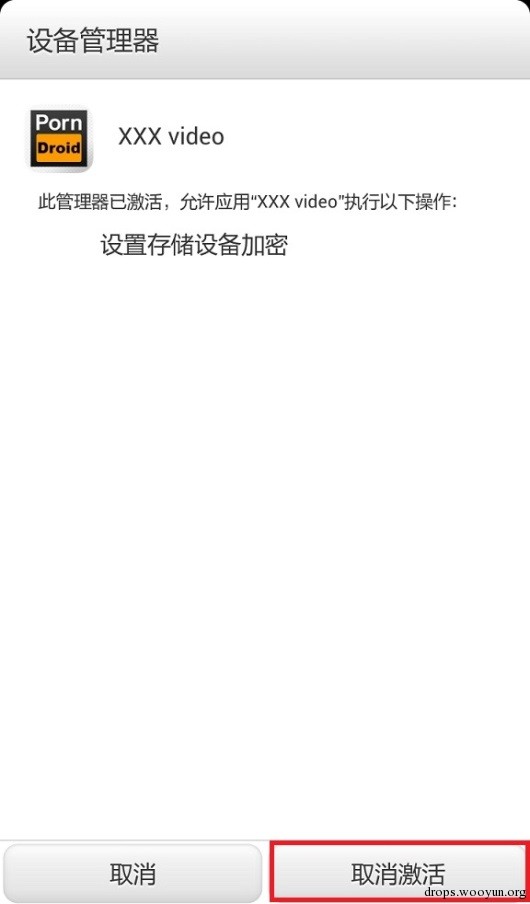 设备管理器
Porn
Droid
XXX video
此管理器已激活，允许应用“XXX video”执行以下操作：
设置存储设备加密
取消
取消激活
drops.wooyun.org